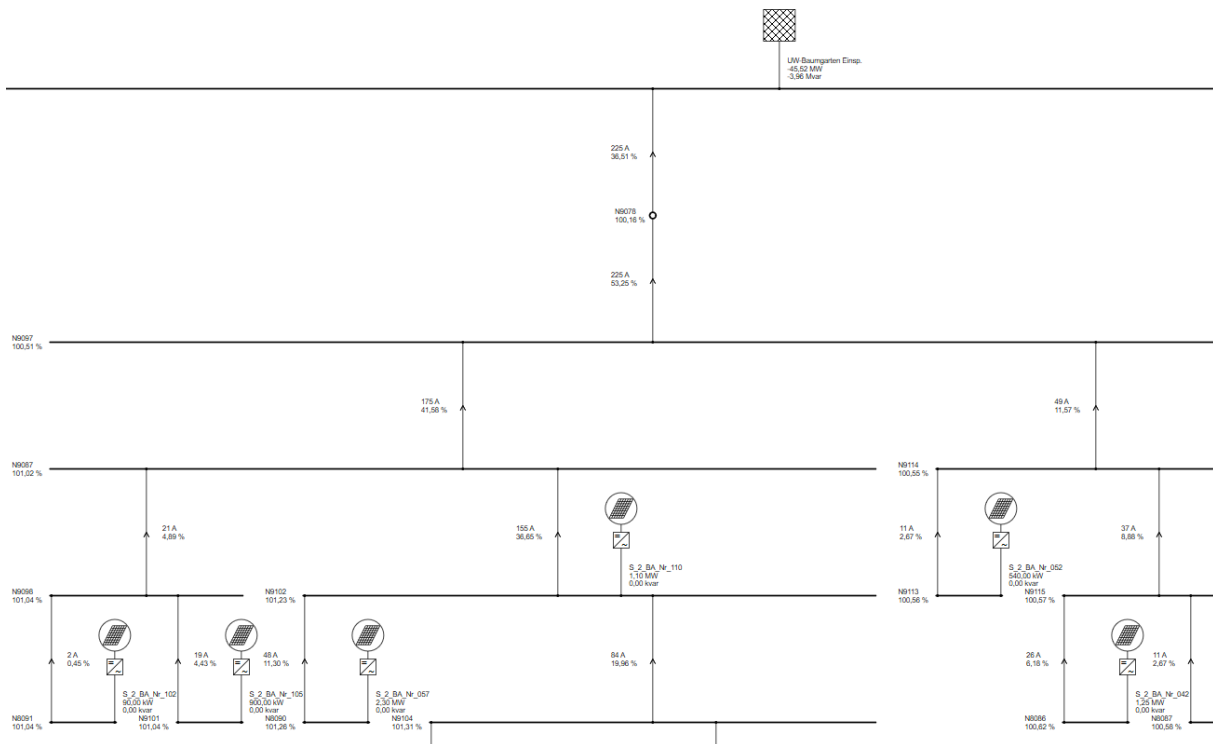 UW-Baumgarten Einsp.
-45,52 MW
-3,96 Mvar
225 A
36,51 %
N9078
100,16 %
225 A
53,25 %
N9097
100,51 %
175 A
41,58 %
49 A
11,57 %
N9087
101,02 %
N9114
100,55 %
21 A
4,89 %
155 A
36,65 %
11 A
2,67 %
37 A
8,88 %
S_2_BA_Nr_110
1,10 MW
0,00 kvar
S_2_BA_Nr_052
540,00 kW
0,00 kvar
N9098
101,04 %
N9102
101,23 %
N9113
100,56 %
N9115
100,57 %
2 A
0,45 %
19 A
4,43 %
48 A
11,30 %
84 A
19,96 %
26 A
6,18 %
11 A
2,67 %
S_2_BA_Nr_102
90,00 kW
0,00 kvar
S_2_BA_Nr_105
900,00 kW
0,00 kvar
S_2_BA_Nr_057
2,30 MW
0,00 kvar
S_2_BA_Nr_042
1,25 MW
0,00 kvar
N8091
101,04 %
N9101
101,04 %
N8090
101,26 %
N9104
101,31 %
N8086
100,62 %
N8087
100,58 %